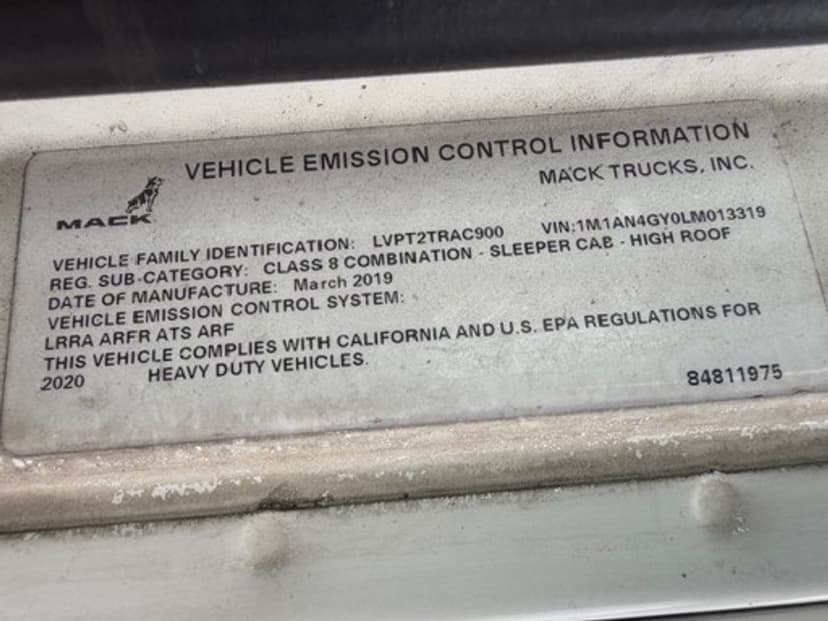 VEHICLE EMISSION CONTROL INFORMATION
MACK
MACK TRUCKS, INC.
VEHICLE FAMILY IDENTIFICATION: LVPT2TRAC900 VIN:1M1AN4GY0LM013319
REG. SUB-CATEGORY: CLASS 8 COMBINATION - SLEEPER CAB - HIGH ROOF
DATE OF MANUFACTURE: March 2019
VEHICLE EMISSION CONTROL SYSTEM:
LRRA ARFR ATS ARF
THIS VEHICLE COMPLIES WITH CALIFORNIA AND U.S. EPA REGULATIONS FOR
2020 HEAVY DUTY VEHICLES.
84811975